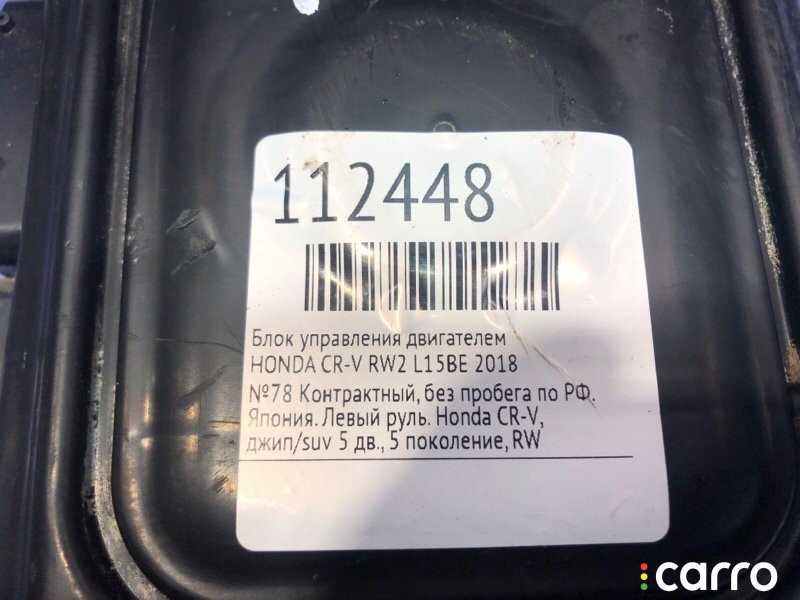 112448
Блок управления двигателем
HONDA CR-V RW2 L15BE 2018
№78 Контрактный, без пробега по РФ.
Япония. Левый руль. Honda CR-V,
джип/suv 5 дв., 5 поколение, RW
carro